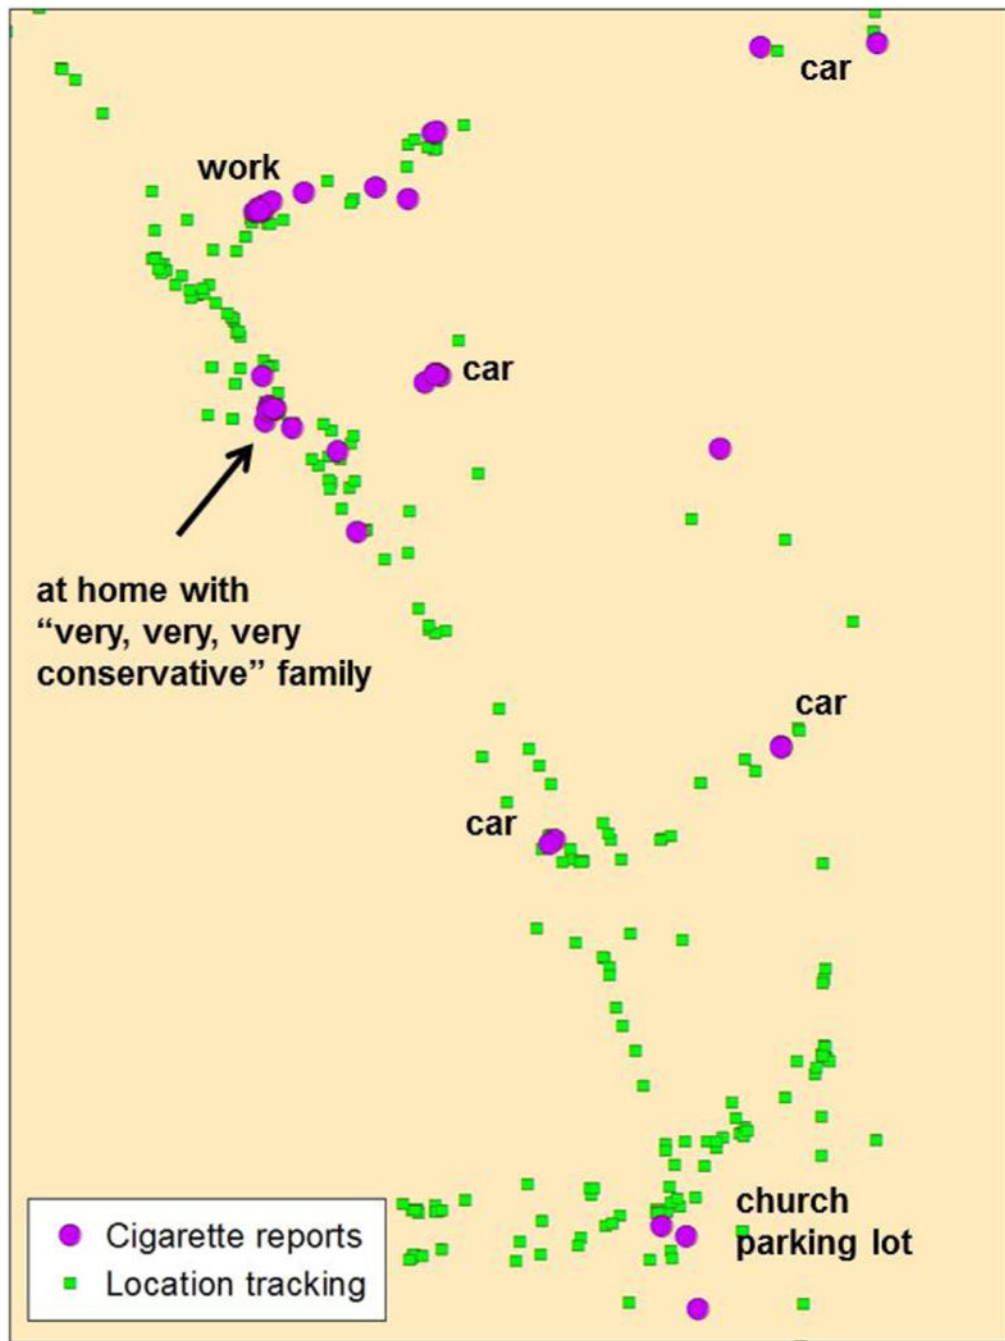 car
work
car
at home with
“very, very, very
conservative” family
car
car
church
parking lot
Cigarette reports
Location tracking